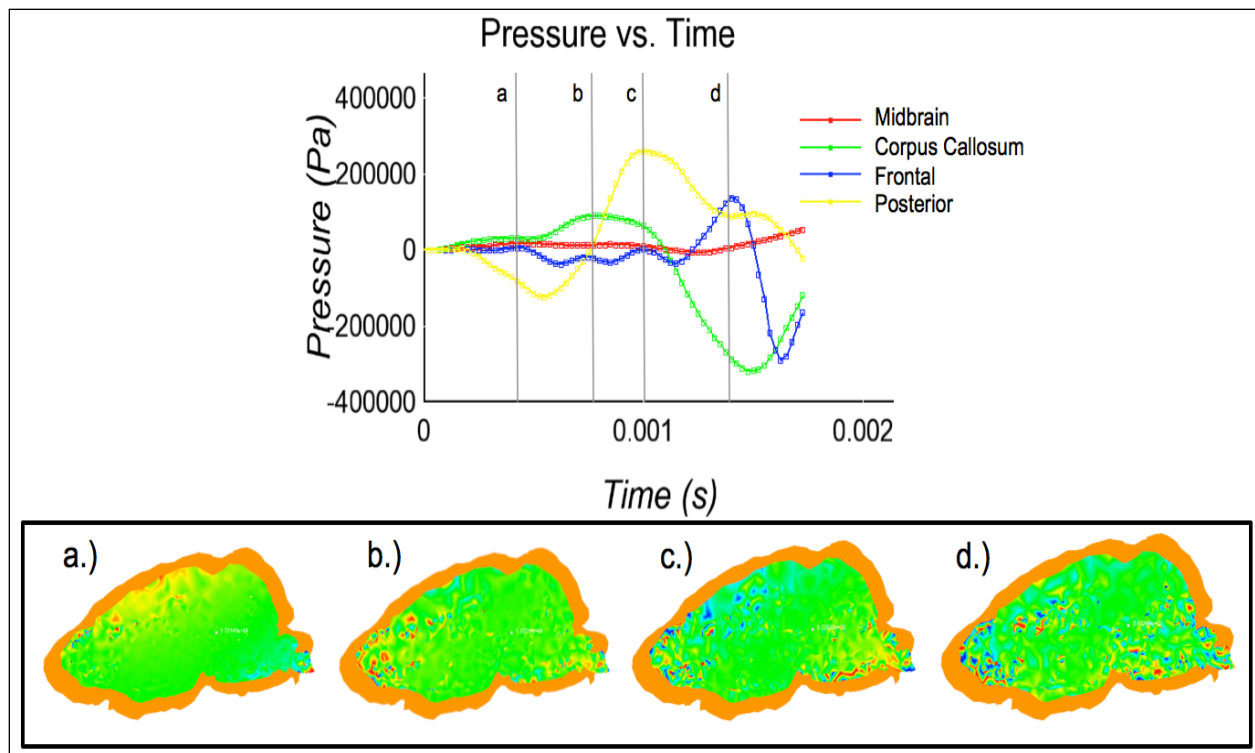 Pressure vs. Time
Pressure (Pa)
400000
200000
0
-200000
-400000
a
b
c
d
Midbrain
Corpus Callosum
Frontal
Posterior
0
0.001
0.002
Time (s)
a.)
b.)
c.)
d.)